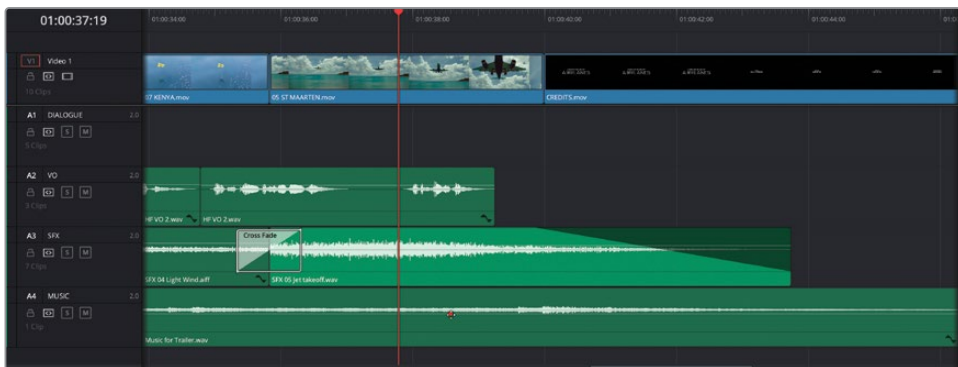 01:00:37:19
01:00:34:00
01:00:36:00
01:00:38:00
01:00:40:00
01:00:42:00
01:00:44:00
V1 Video 1
19 Clips
07 KENYA.mov
05 ST MAARTEN.mov
CREDITS.mov
A1 DIALOGUE 2.0
S M
5 Clips
A2 VO 2.0
S M
3 Clips
HF VO 2.wav
HF VO 2.wav
A3 SFX 2.0
S M
7 Clips
Cross Fade
SFX 04 Light Wind.aiff
SFX 05 Jet takeoff.wav
A4 MUSIC 2.0
S M
1 Clip
Music for Trailer.wav